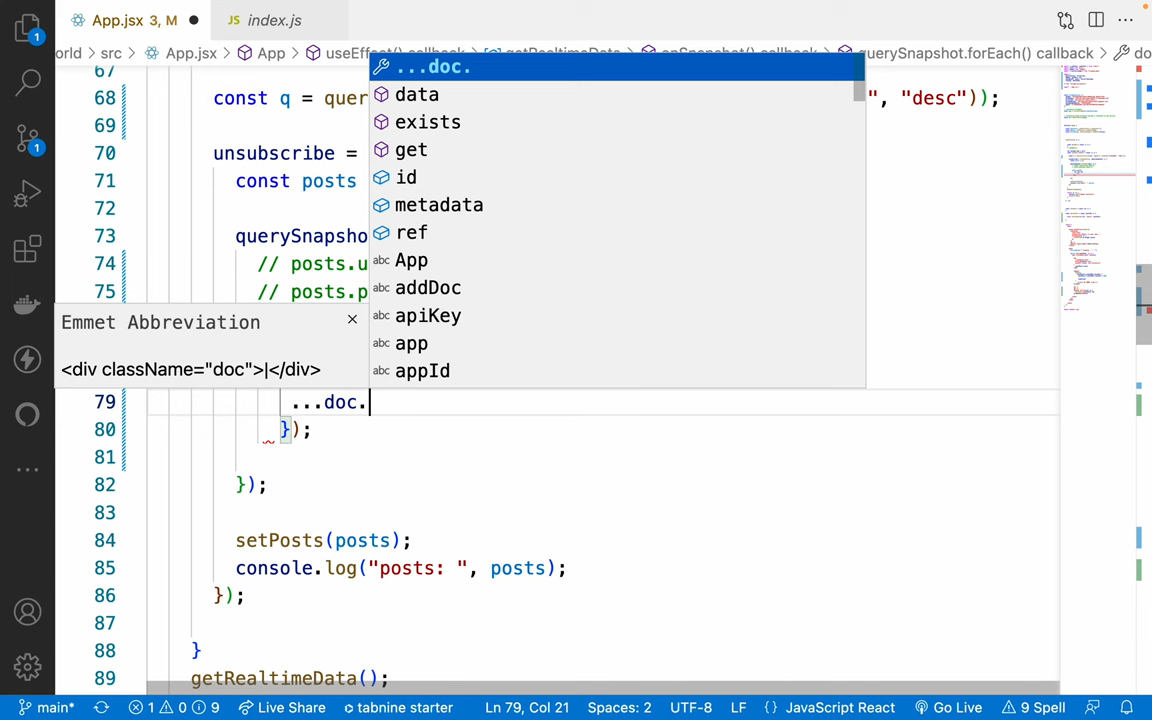 App.jsx 3, M
index.js
orld > src > App.jsx > App > useEffect() callback > getRealtimeData > onSnapshot() callback > querySnapshot.forEach() callback > do
67
68 const q = quer ", "desc"));
69
70 unsubscribe =
71 const posts
72
73 querySnapsho
74 // posts.u
75 // posts.p
...doc.
data
exists
get
id
metadata
ref
App
addDoc
apiKey
app
appId
Emmet Abbreviation
<div className="doc">|</div>
79 ...doc.
80 });
81
82 });
83
84 setPosts(posts);
85 console.log("posts: ", posts);
86 });
87
88 }
89 getRealtimeData();
1
1
main* 1 0 9 Live Share tabnine starter Ln 79, Col 21 Spaces: 2 UTF-8 LF {} JavaScript React Go Live 9 Spell